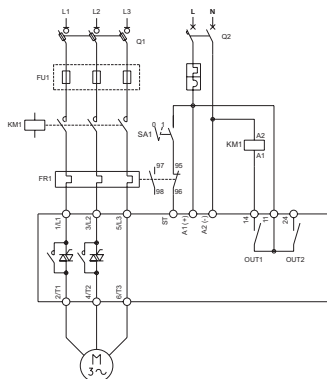 L1 L2 L3 L N
Q1 Q2
FU1
0 1
SA1
KM1
A2
KM1
A1
97 95
FR1
98 96
1/L1 3/L2 5/L3 ST A1 (+) A2 (-) 14 11 24
OUT1 OUT2
2/T1 4/T2 6/T3
M
3~